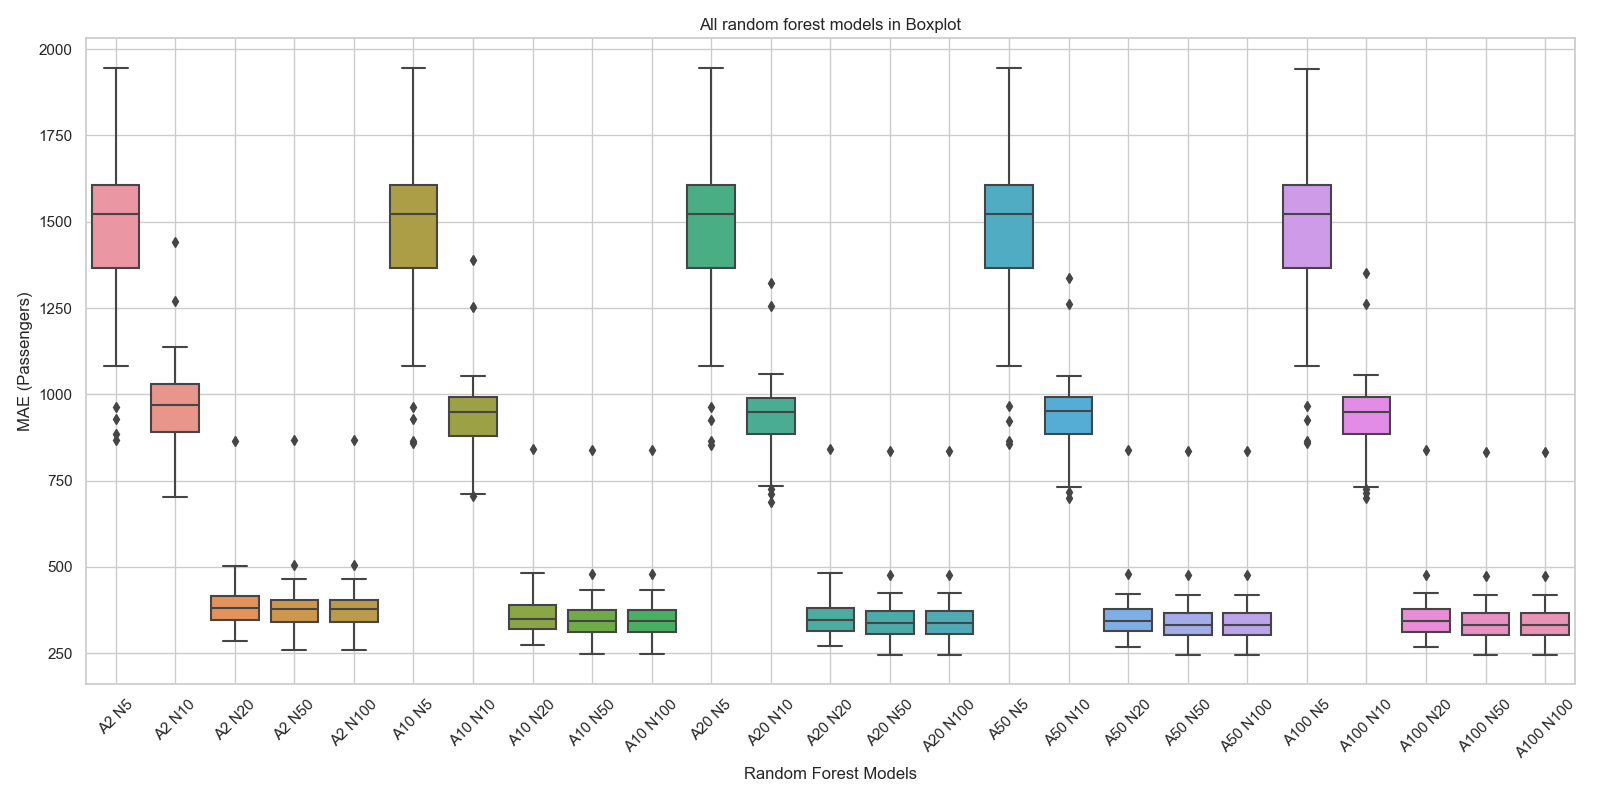 All random forest models in Boxplot
MAE (Passengers)
2000
1750
1500
1250
1000
750
500
250
A2 N5
A2 N10
A2 N20
A2 N50
A2 N100
A10 N5
A10 N10
A10 N20
A10 N50
A10 N100
A20 N5
A20 N10
A20 N20
A20 N50
A20 N100
A50 N5
A50 N10
A50 N20
A50 N50
A50 N100
A100 N5
A100 N10
A100 N20
A100 N50
A100 N100
Random Forest Models